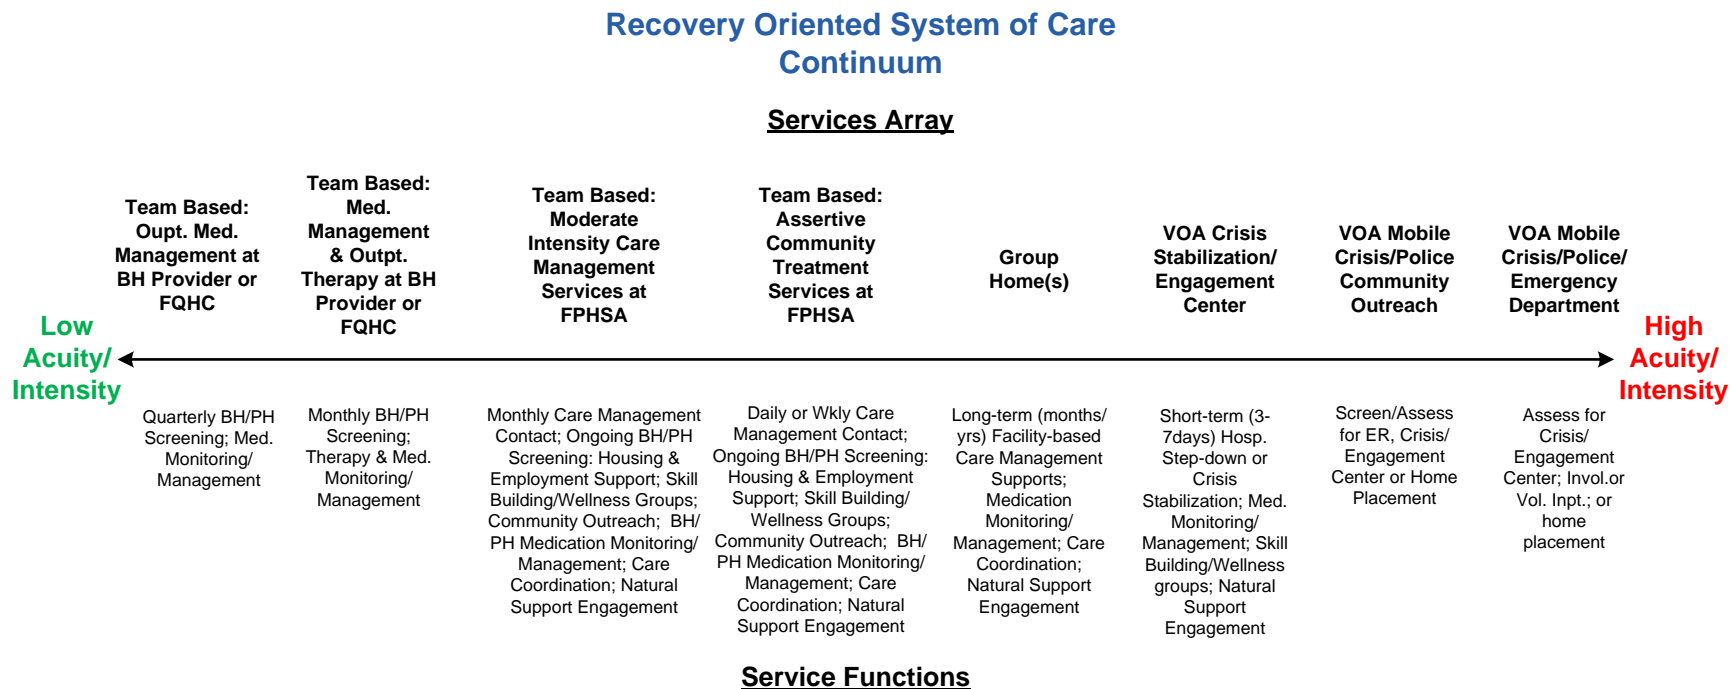 Recovery Oriented System of Care
Continuum
Services Array
Team Based:
Oupt. Med.
Management at
BH Provider or
FQHC
Team Based:
Med.
Management
& Outpt.
Therapy at BH
Provider or
FQHC
Team Based:
Moderate
Intensity Care
Management
Services at
FPHSA
Team Based:
Assertive
Community
Treatment
Services at
FPHSA
Group
Home(s)
VOA Crisis
Stabilization/
Engagement
Center
VOA Mobile
Crisis/Police
Community
Outreach
VOA Mobile
Crisis/Police/
Emergency
Department
Low
Acuity/
Intensity
High
Acuity/
Intensity
Quarterly BH/PH
Screening; Med.
Monitoring/
Management
Monthly BH/PH
Screening;
Therapy & Med.
Monitoring/
Management
Monthly Care Management
Contact; Ongoing BH/PH
Screening: Housing &
Employment Support; Skill
Building/Wellness Groups;
Community Outreach;  BH/
PH Medication Monitoring/
Management; Care
Coordination; Natural
Support Engagement
Daily or Wkly Care
Management Contact;
Ongoing BH/PH Screening:
Housing & Employment
Support; Skill Building/
Wellness Groups;
Community Outreach;  BH/
PH Medication Monitoring/
Management; Care
Coordination; Natural
Support Engagement
Long-term (months/
yrs) Facility-based
Care Management
Supports;
Medication
Monitoring/
Management; Care
Coordination;
Natural Support
Engagement
Short-term (3-
7days) Hosp.
Step-down or
Crisis
Stabilization; Med.
Monitoring/
Management; Skill
Building/Wellness
groups; Natural
Support
Engagement
Screen/Assess
for ER, Crisis/
Engagement
Center or Home
Placement
Assess for
Crisis/
Engagement
Center; Invol.or
Vol. Inpt.; or
home
placement
Service Functions